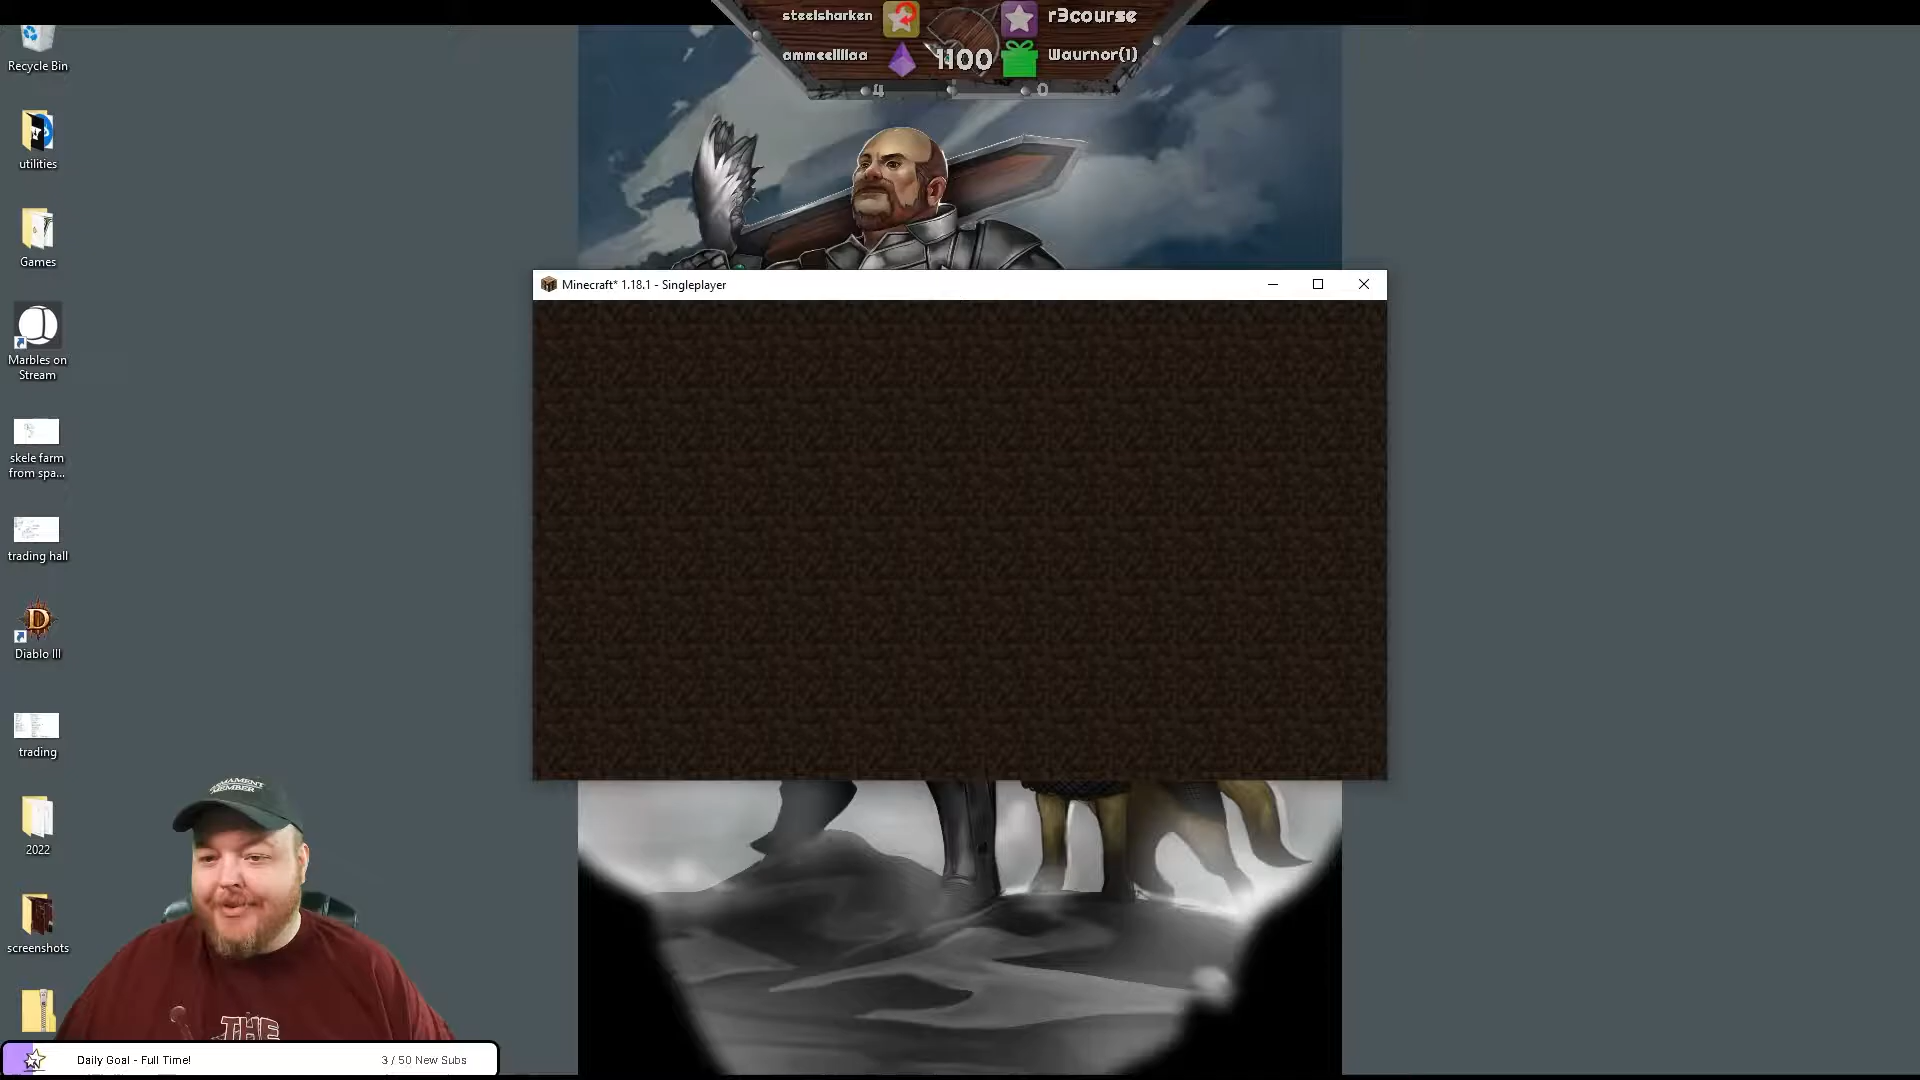 steelsharken
r3course
ammeellllaa
1100
Waurnor(1)
4
0
Recycle Bin
utilities
Games
Marbles on
Stream
skele farm
from spa...
trading hall
Diablo III
trading
2022
screenshots
Minecraft* 1.18.1 - Singleplayer
MEMBER
THE
Daily Goal - Full Time!
3 / 50 New Subs